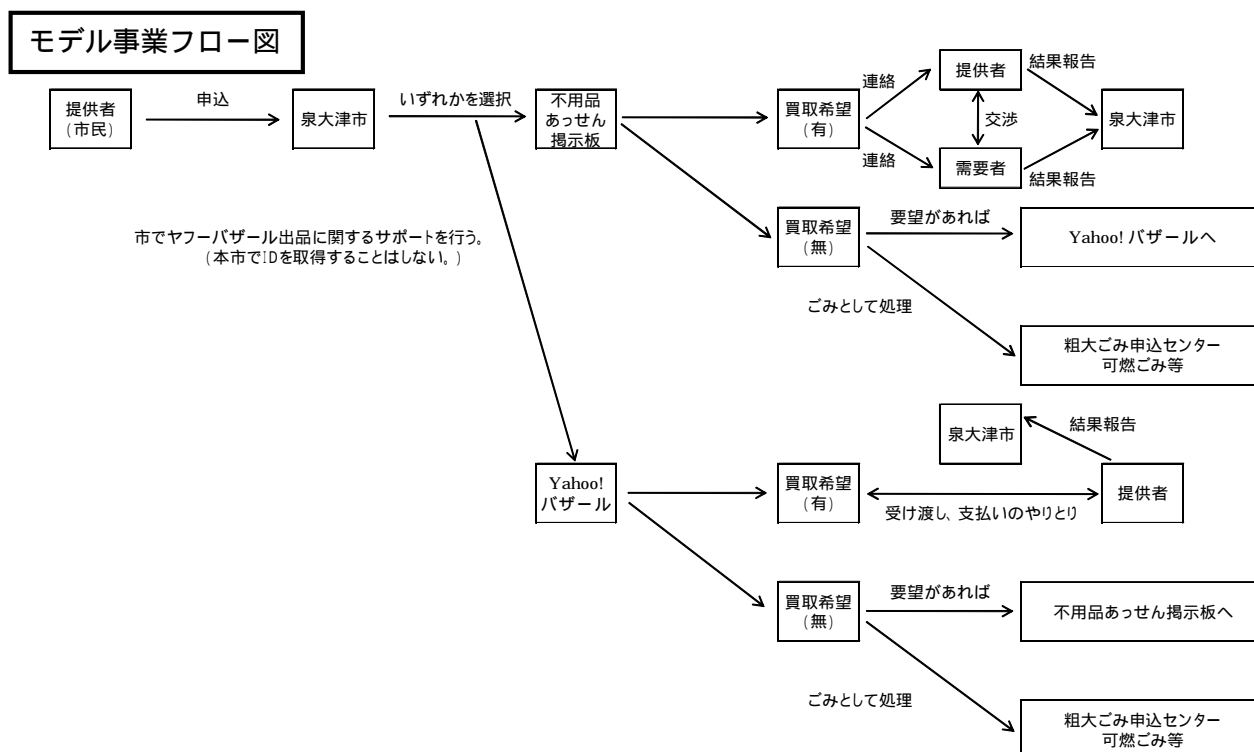 モデル事業フロー図
提供者
(市民)
申込
泉大津市
いずれかを選択
不用品
あっせん
掲示板
買取希望
(有)
連絡
連絡
提供者
交渉
需要者
結果報告
結果報告
泉大津市
市でヤフーバザール出品に関するサポートを行う。
(本市でIDを取得することはしない。)
買取希望
(無)
要望があれば
Yahoo! バザールへ
ごみとして処理
粗大ごみ申込センター
可燃ごみ等
Yahoo!
バザール
買取希望
(有)
受け渡し、支払いのやりとり
提供者
結果報告
泉大津市
買取希望
(無)
要望があれば
不用品あっせん掲示板へ
ごみとして処理
粗大ごみ申込センター
可燃ごみ等